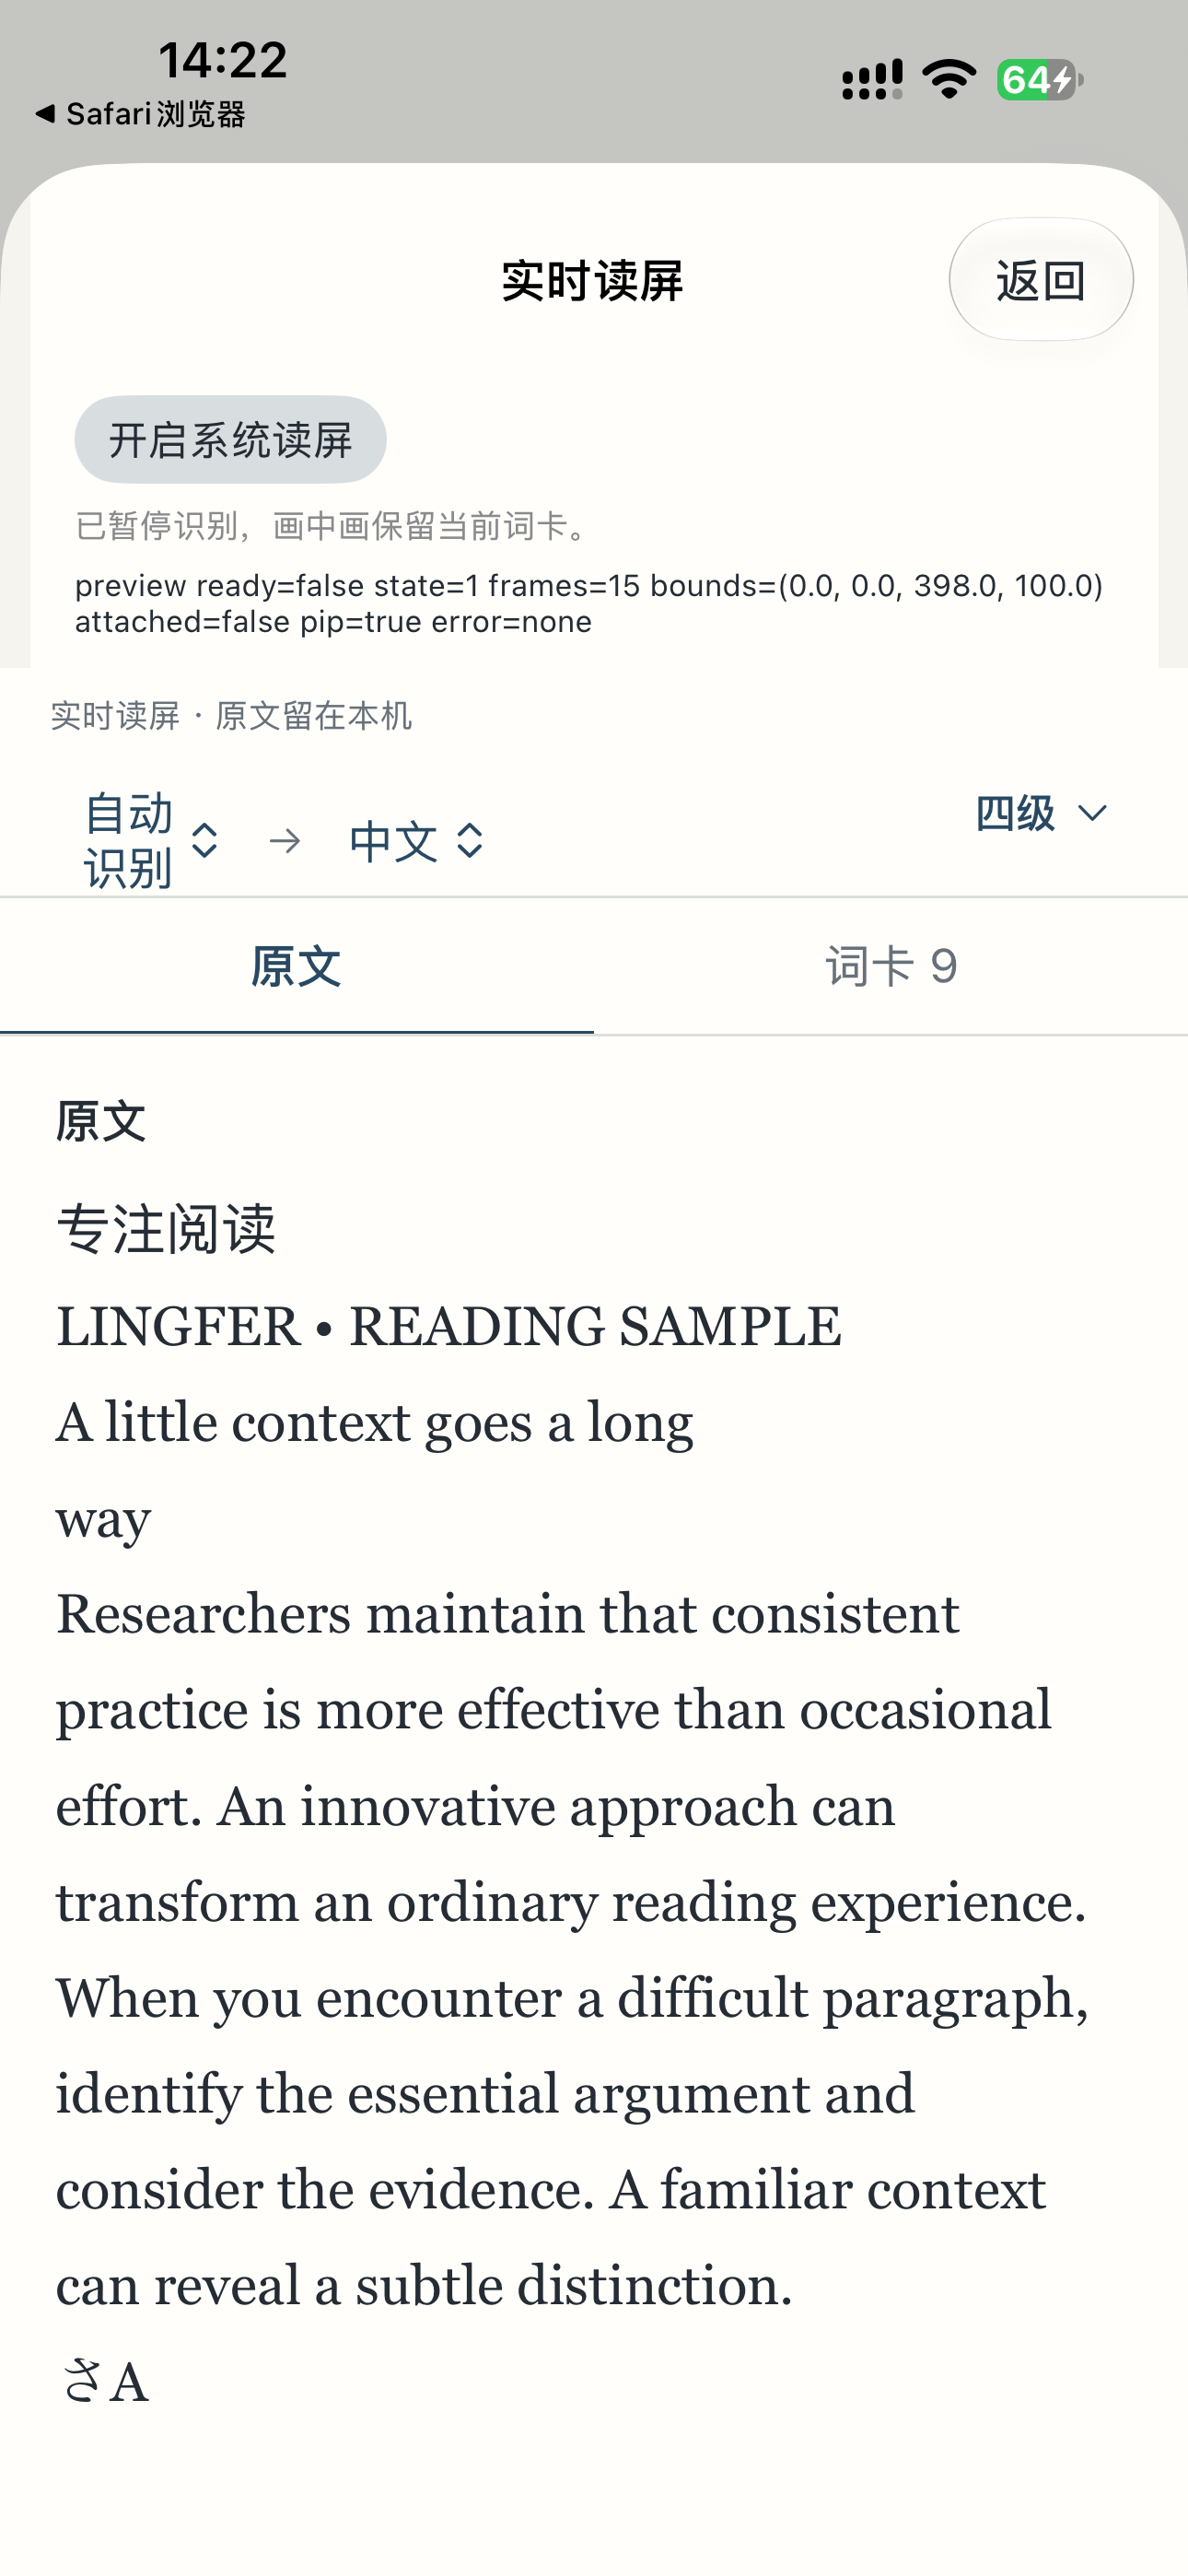 14:22
64
◀ Safari浏览器
实时读屏
返回
开启系统读屏
已暂停识别，画中画保留当前词卡。
preview ready=false state=1 frames=15 bounds=(0.0, 0.0, 398.0, 100.0)
attached=false pip=true error=none
实时读屏 · 原文留在本机
自动
识别
→ 中文
四级
原文
词卡 9
原文
专注阅读
LINGFER • READING SAMPLE
A little context goes a long
way
Researchers maintain that consistent
practice is more effective than occasional
effort. An innovative approach can
transform an ordinary reading experience.
When you encounter a difficult paragraph,
identify the essential argument and
consider the evidence. A familiar context
can reveal a subtle distinction.
さA